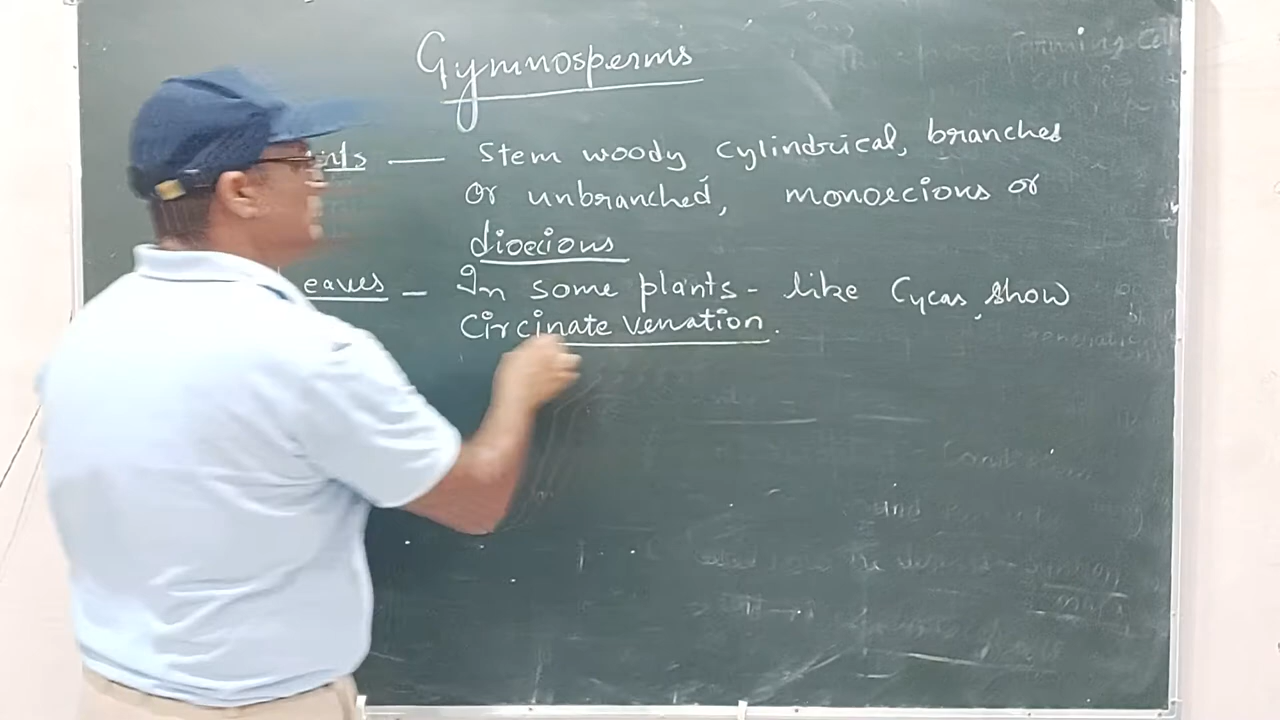 Gymnosperms
nts — Stem woody cylindrical, branches
or unbranched, monoecious or
dioecious
eaves – In some plants - like Cycas, show
Circinate venation.